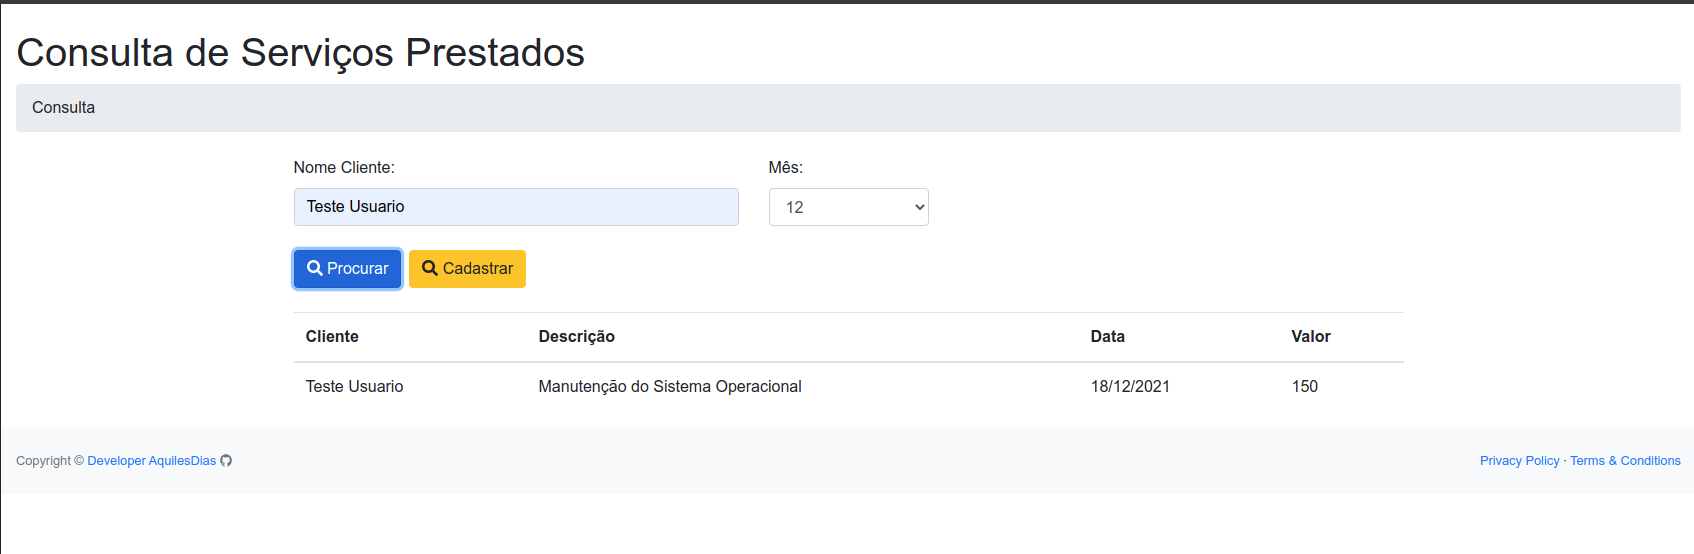 Consulta de Serviços Prestados
Consulta
Nome Cliente: Mês:
Teste Usuario 12
Procurar Cadastrar
Cliente Descrição Data Valor
Teste Usuario Manutenção do Sistema Operacional 18/12/2021 150
Copyright © Developer AquilesDias Privacy Policy · Terms & Conditions